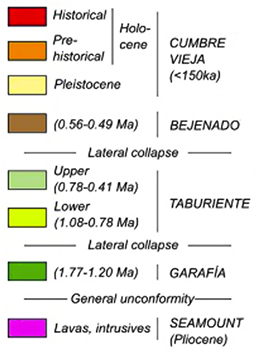 Historical
Pre-
historical
Holo-
cene
Pleistocene
CUMBRE
VIEJA
(<150ka)
(0.56-0.49 Ma)
BEJENADO
Lateral collapse
Upper
(0.78-0.41 Ma)
Lower
(1.08-0.78 Ma)
TABURIENTE
Lateral collapse
(1.77-1.20 Ma)
GARAFÍA
General unconformity
Lavas, intrusives
SEAMOUNT
(Pliocene)